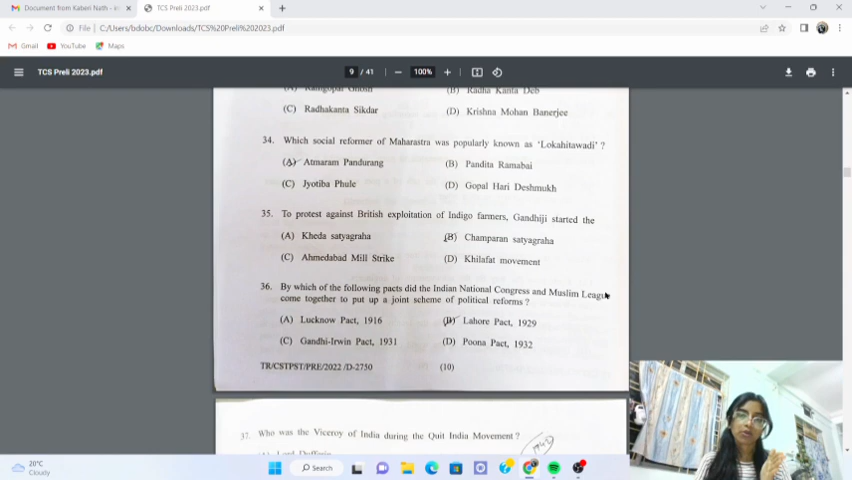 Document from Kaberi Nath - 
TCS Preli 2023.pdf
File | C:/Users/bdobc/Downloads/TCS%20Preli%202023.pdf
Gmail YouTube Maps
TCS Preli 2023.pdf 9 / 41 100%
(B) Radha Kanta Deb
(C) Radhakanta Sikdar (D) Krishna Mohan Banerjee
34. Which social reformer of Maharastra was popularly known as 'Lokahitawadi' ?
(A) Atmaram Pandurang (B) Pandita Ramabai
(C) Jyotiba Phule (D) Gopal Hari Deshmukh
35. To protest against British exploitation of Indigo farmers, Gandhiji started the
(A) Kheda satyagraha (B) Champaran satyagraha
(C) Ahmedabad Mill Strike (D) Khilafat movement
36. By which of the following pacts did the Indian National Congress and Muslim League
come together to put up a joint scheme of political reforms ?
(A) Lucknow Pact, 1916 (B) Lahore Pact, 1929
(C) Gandhi-Irwin Pact, 1931 (D) Poona Pact, 1932
TR/CSTPST/PRE/2022 /D-2750 (10)
37. Who was the Viceroy of India during the Quit India Movement ?
1942
20°C
Cloudy
Search